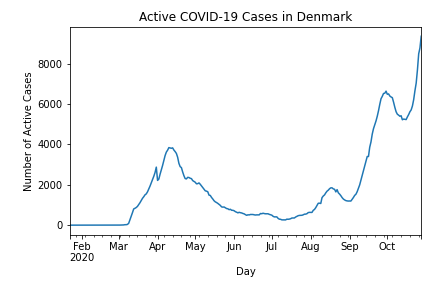 Active COVID-19 Cases in Denmark
Number of Active Cases
8000
6000
4000
2000
0
Feb Mar Apr May Jun Jul Aug Sep Oct
2020
Day